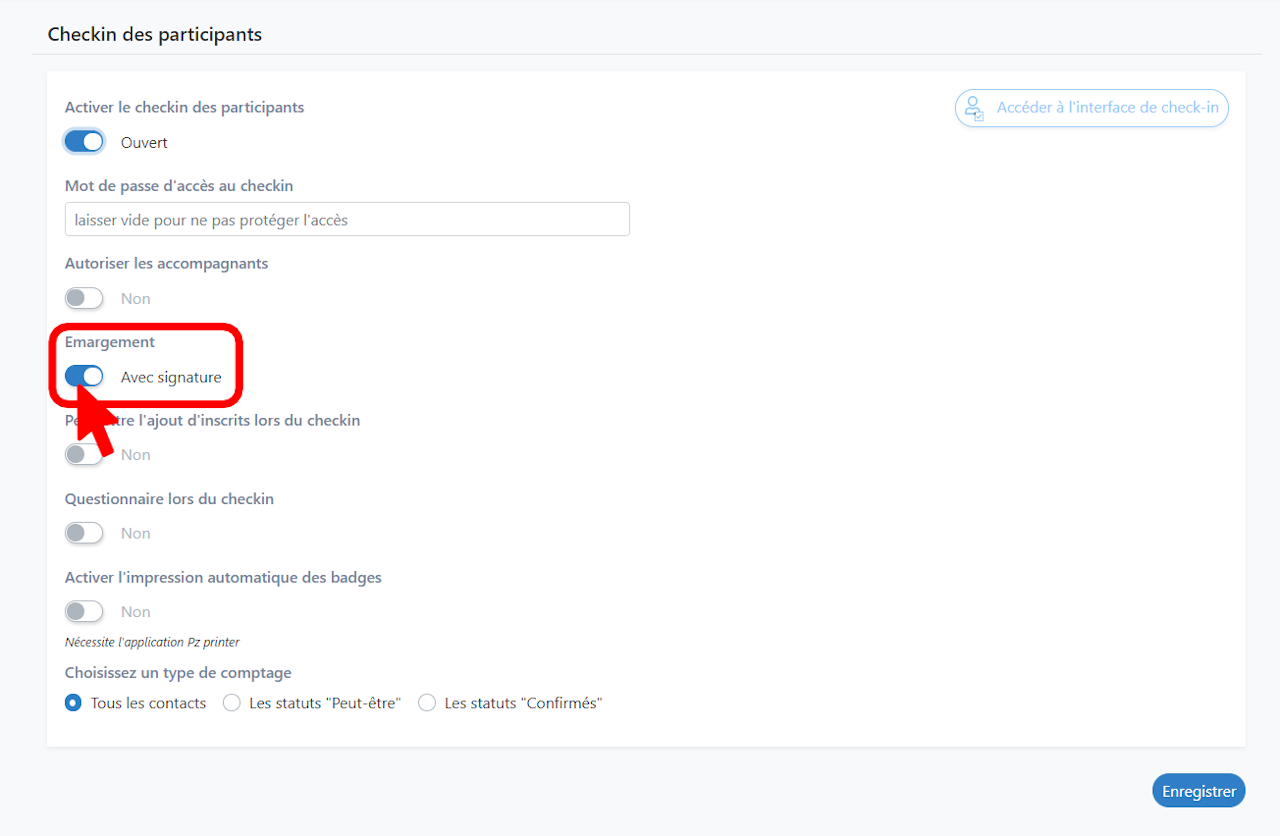 Checkin des participants
Activer le checkin des participants
Accéder à l'interface de check-in
Ouvert
Mot de passe d'accès au checkin
laisser vide pour ne pas protéger l'accès
Autoriser les accompagnants
Non
Emargement
Avec signature
l'ajout d'inscrits lors du checkin
Non
Questionnaire lors du checkin
Non
Activer l'impression automatique des badges
Non
Nécessite l'application Pz printer
Choisissez un type de comptage
Tous les contacts Les statuts "Peut-être" Les statuts "Confirmés"
Enregistrer